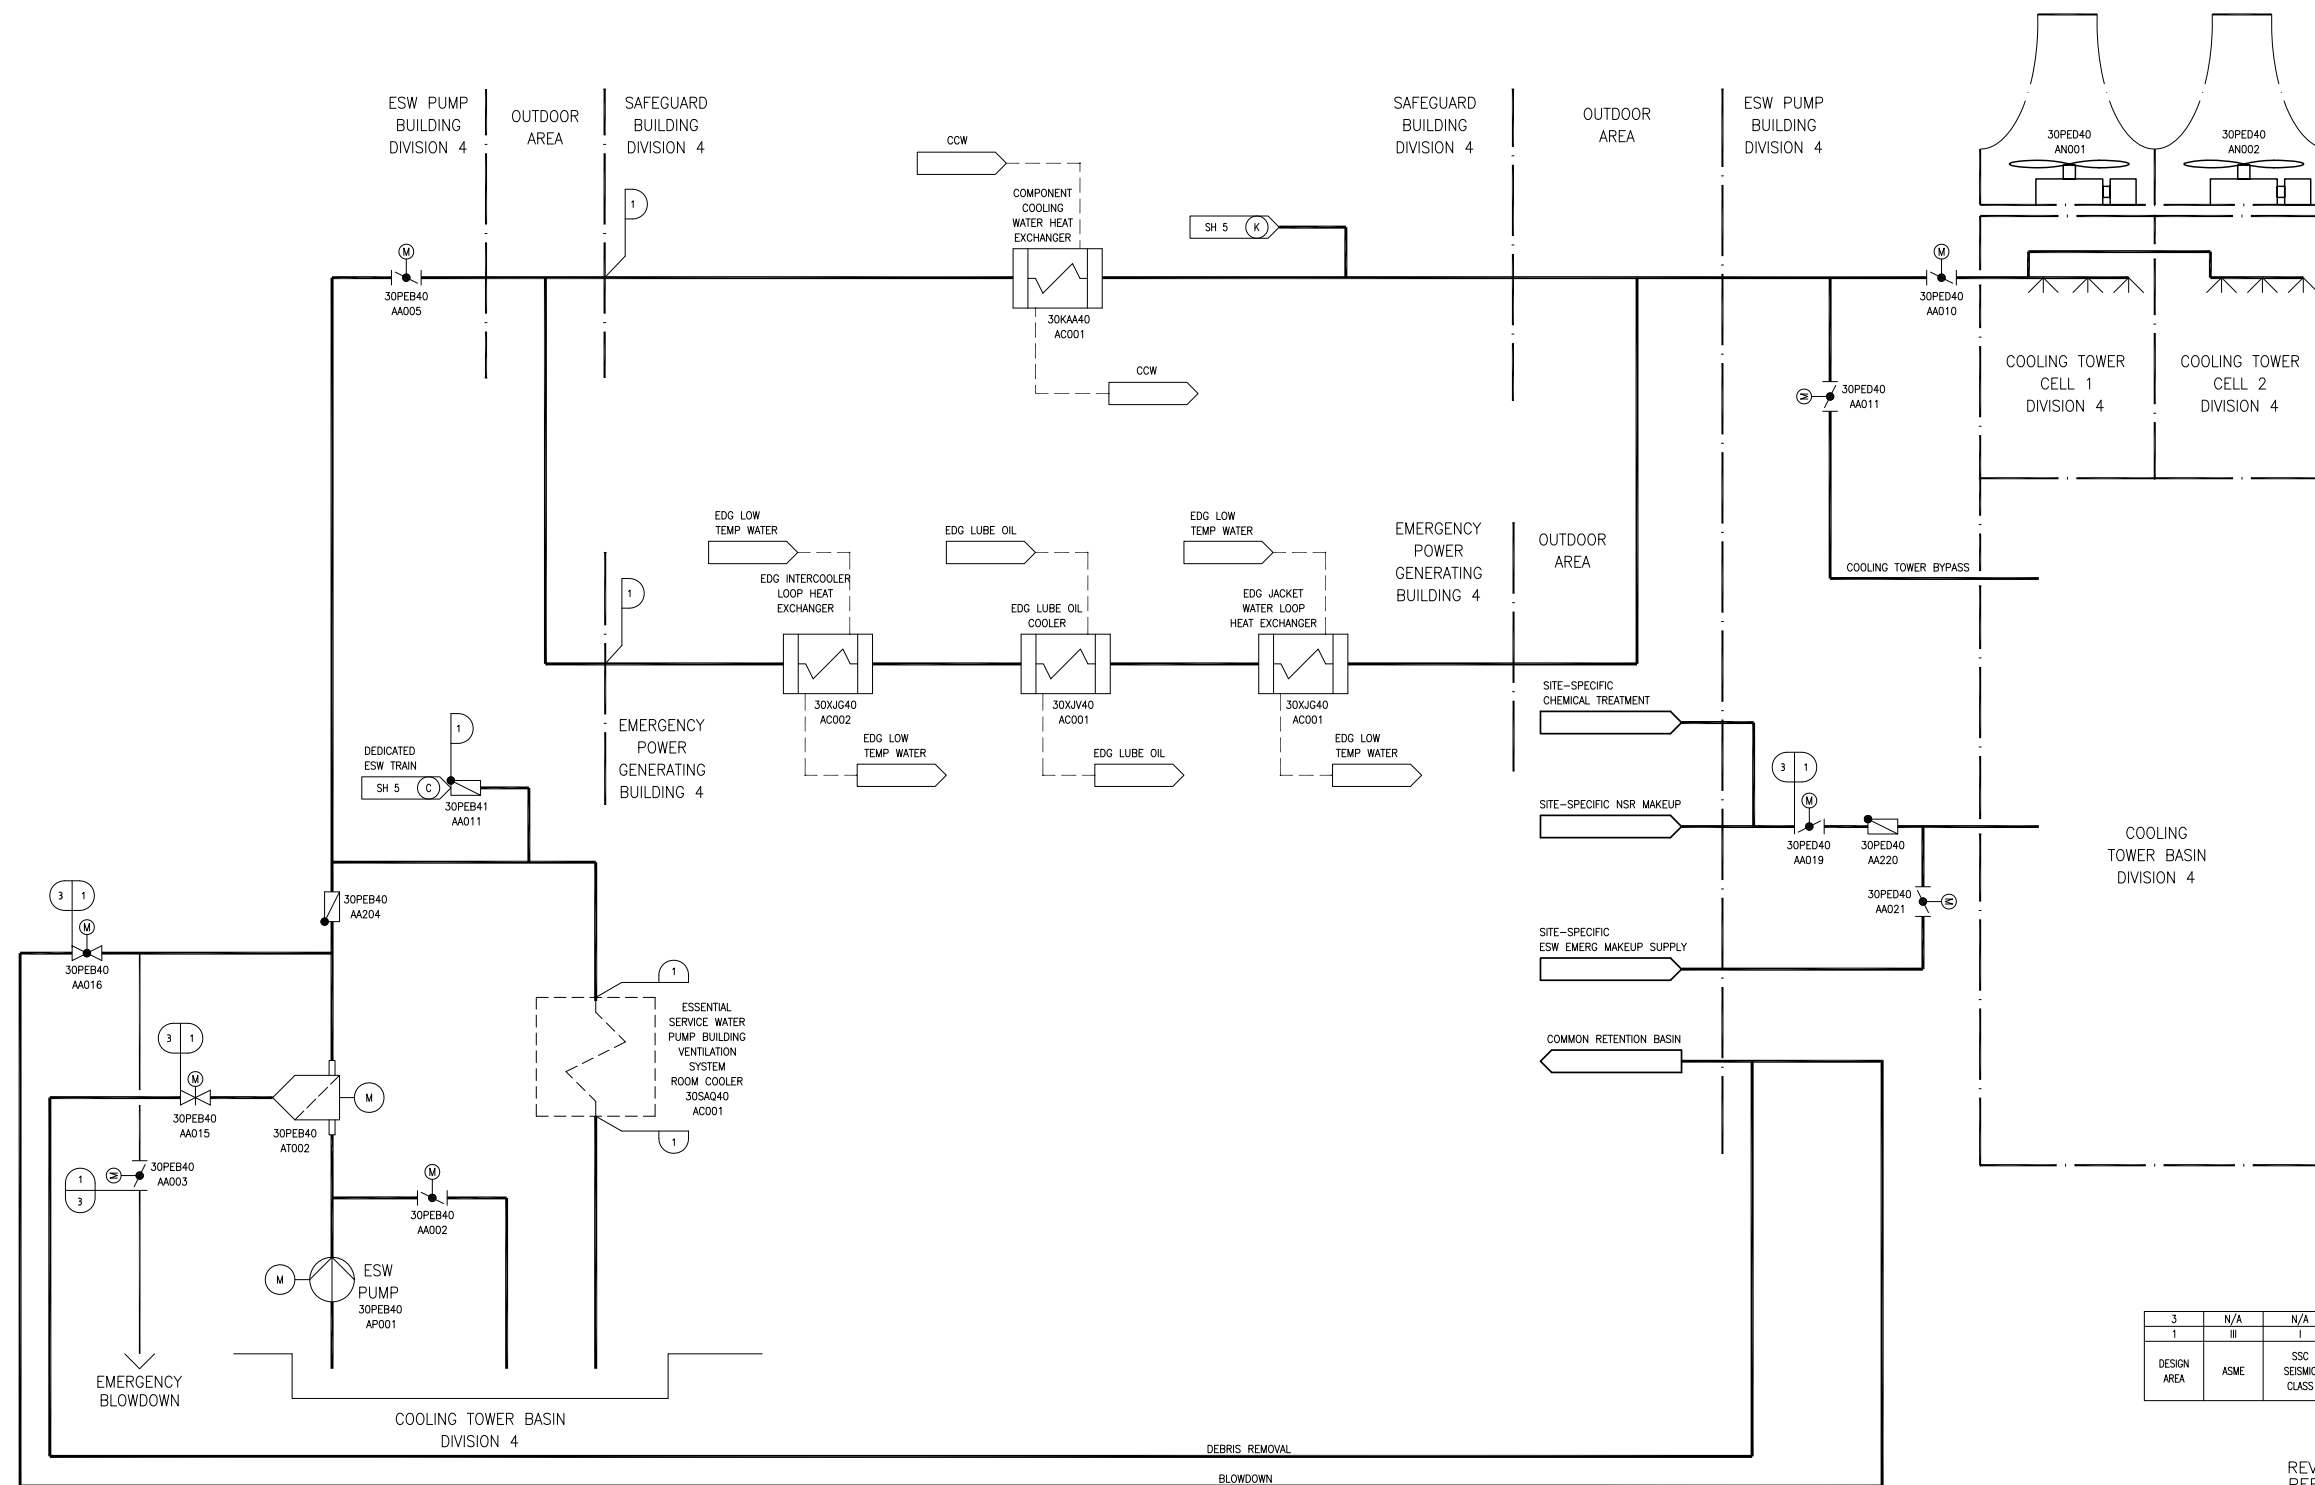 ESW PUMP
BUILDING
DIVISION 4
OUTDOOR
AREA
SAFEGUARD
BUILDING
DIVISION 4
SAFEGUARD
BUILDING
DIVISION 4
OUTDOOR
AREA
ESW PUMP
BUILDING
DIVISION 4
30PED40
AN001
30PED40
AN002
1
CCW
COMPONENT
COOLING
WATER HEAT
EXCHANGER
SH 5
K
M
30PEB40
AA005
30KAA40
AC001
CCW
M
30PED40
AA010
M
30PED40
AA011
COOLING TOWER
CELL 1
DIVISION 4
COOLING TOWER
CELL 2
DIVISION 4
EDG LOW
TEMP WATER
EDG LUBE OIL
EDG LOW
TEMP WATER
EMERGENCY
POWER
GENERATING
BUILDING 4
OUTDOOR
AREA
COOLING TOWER BYPASS
1
EDG INTERCOOLER
LOOP HEAT
EXCHANGER
EDG LUBE OIL
COOLER
EDG JACKET
WATER LOOP
HEAT EXCHANGER
30XJG40
AC002
30XJV40
AC001
30XJG40
AC001
EDG LOW
TEMP WATER
EDG LUBE OIL
EDG LOW
TEMP WATER
EMERGENCY
POWER
GENERATING
BUILDING 4
1
DEDICATED
ESW TRAIN
SH 5
C
30PEB41
AA011
SITE-SPECIFIC
CHEMICAL TREATMENT
SITE-SPECIFIC NSR MAKEUP
3 1
M
30PED40
AA019
30PED40
AA220
30PED40
AA021
M
COOLING
TOWER BASIN
DIVISION 4
SITE-SPECIFIC
ESW EMERG MAKEUP SUPPLY
COMMON RETENTION BASIN
3 1
M
30PEB40
AA016
30PEB40
AA204
1
ESSENTIAL
SERVICE WATER
PUMP BUILDING
VENTILATION
SYSTEM
ROOM COOLER
30SAQ40
AC001
1
3 1
M
30PEB40
AA015
30PEB40
AT002
M
1
3
M
30PEB40
AA003
M
30PEB40
AA002
M
ESW
PUMP
30PEB40
AP001
EMERGENCY
BLOWDOWN
COOLING TOWER BASIN
DIVISION 4
DEBRIS REMOVAL
BLOWDOWN
3 N/A N/A
1 III I
DESIGN
AREA
ASME
SSC
SEISMIC
CLASS
REV